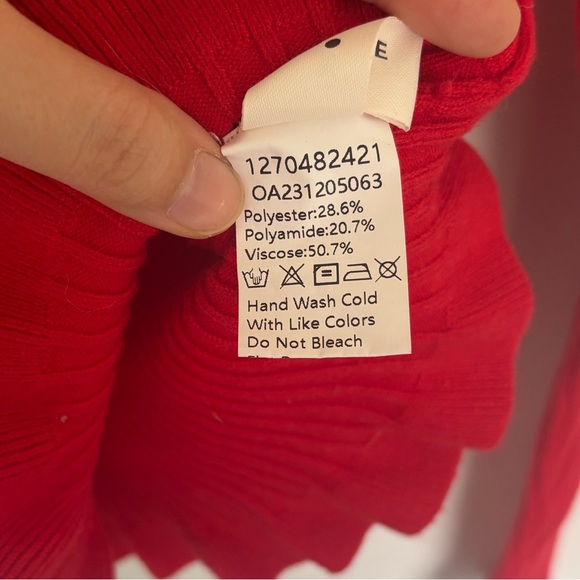 E
1270482421
OA231205063
Polyester:28.6%
Polyamide:20.7%
Viscose:50.7%
Hand Wash Cold
With Like Colors
Do Not Bleach